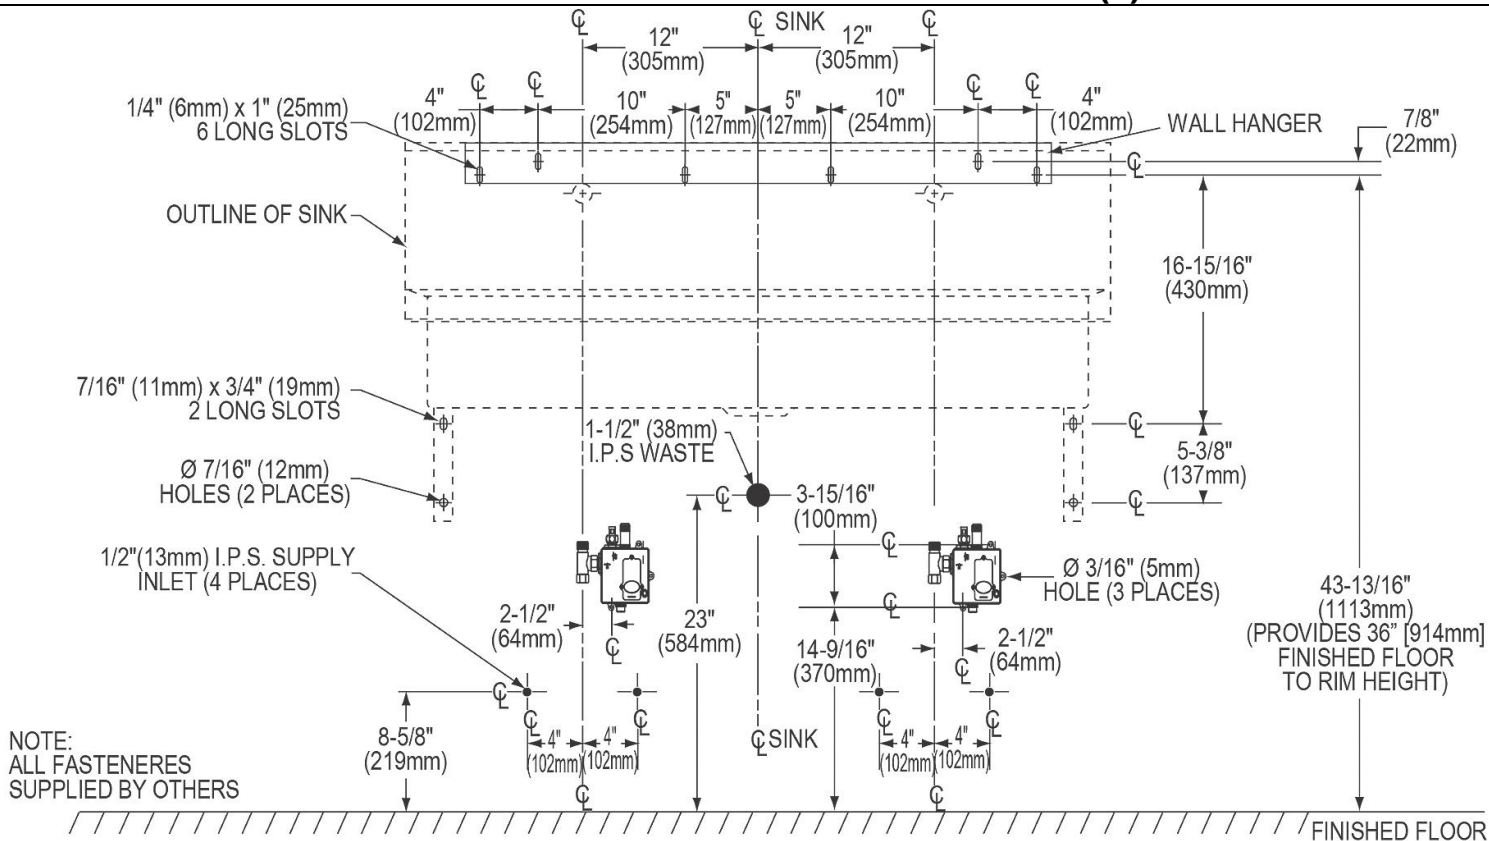 ℄ SINK
℄
℄
12"
(305mm)
12"
(305mm)
1/4" (6mm) x 1" (25mm)
6 LONG SLOTS
4"
(102mm)
℄
℄
10"
(254mm)
5"
(127mm)
5"
(127mm)
10"
(254mm)
℄
℄
4"
(102mm)
WALL HANGER
7/8"
(22mm)
℄
OUTLINE OF SINK
16-15/16"
(430mm)
7/16" (11mm) x 3/4" (19mm)
2 LONG SLOTS
1-1/2" (38mm)
I.P.S WASTE
℄
5-3/8"
(137mm)
℄
Ø 7/16" (12mm)
HOLES (2 PLACES)
℄
3-15/16"
(100mm)
℄
℄
1/2"(13mm) I.P.S. SUPPLY
INLET (4 PLACES)
Ø 3/16" (5mm)
HOLE (3 PLACES)
43-13/16"
(1113mm)
(PROVIDES 36” [914mm]
FINISHED FLOOR
TO RIM HEIGHT)
2-1/2"
(64mm)
℄
23"
(584mm)
14-9/16"
(370mm)
2-1/2"
(64mm)
℄
℄
℄
℄
℄
℄
8-5/8"
(219mm)
4"
(102mm)
4"
(102mm)
℄ SINK
4"
(102mm)
4"
(102mm)
℄
℄
NOTE:
ALL FASTENERES
SUPPLIED BY OTHERS
FINISHED FLOOR